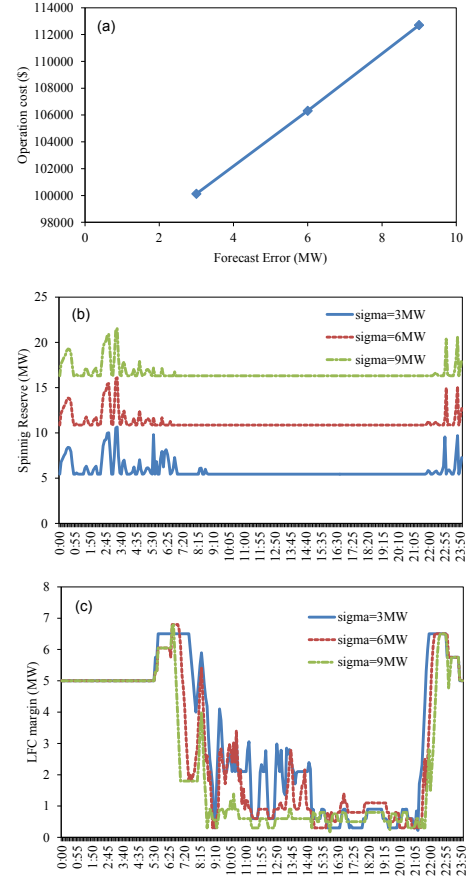 (a)
Operation cost ($)
114000
112000
110000
108000
106000
104000
102000
100000
98000
0 2 4 6 8 10
Forecast Error (MW)
(b)
Spinnig Reserve (MW)
25
20
15
10
5
0
sigma=3MW
sigma=6MW
sigma=9MW
0:00 0:55 1:50 2:45 3:40 4:35 5:30 6:25 7:20 8:15 9:10 10:05 11:00 11:55 12:50 13:45 14:40 15:35 16:30 17:25 18:20 19:15 20:10 21:05 22:00 22:55 23:50
(c)
LFC margin (MW)
8
7
6
5
4
3
2
1
0
sigma=3MW
sigma=6MW
sigma=9MW
0:00 0:55 1:50 2:45 3:40 4:35 5:30 6:25 7:20 8:15 9:10 10:05 11:00 11:55 12:50 13:45 14:40 15:35 16:30 17:25 18:20 19:15 20:10 21:05 22:00 22:55 23:50